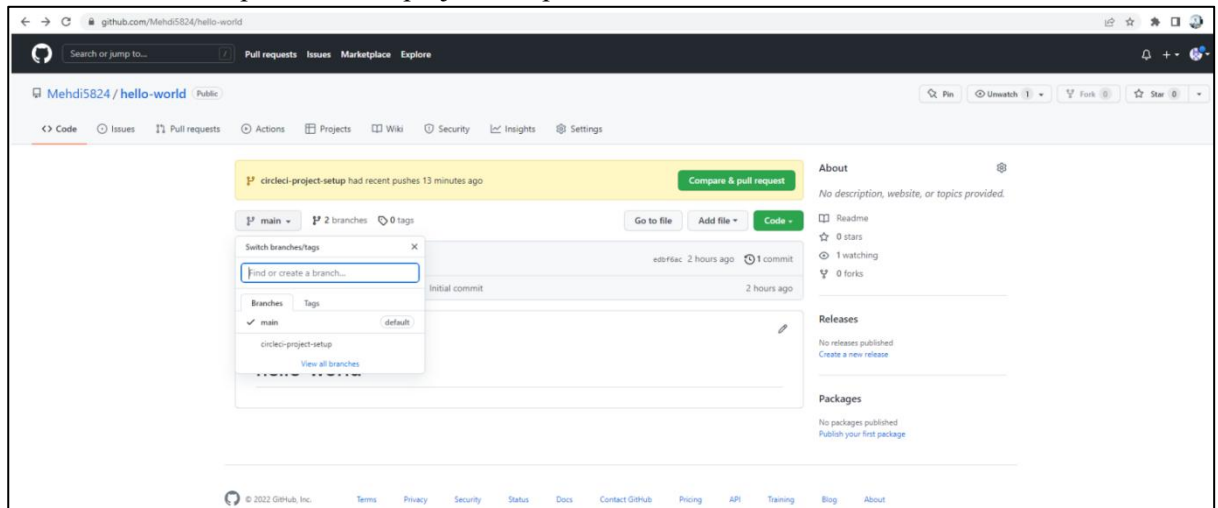 github.com/Mehdi5824/hello-world
Search or jump to... / Pull requests Issues Marketplace Explore
Mehdi5824 / hello-world Public
Pin Unwatch 1 Fork 0 Star 0
<> Code Issues Pull requests Actions Projects Wiki Security Insights Settings
circleci-project-setup had recent pushes 13 minutes ago Compare & pull request
main 2 branches 0 tags Go to file Add file Code
Switch branches/tags
Find or create a branch...
Branches Tags
main default
circleci-project-setup
View all branches
2 hours ago 1 commit
Initial commit 2 hours ago
hello-world
About
No description, website, or topics provided.
Readme
0 stars
1 watching
0 forks
Releases
No releases published
Create a new release
Packages
No packages published
Publish your first package
© 2022 GitHub, Inc. Terms Privacy Security Status Docs Contact GitHub Pricing API Training Blog About